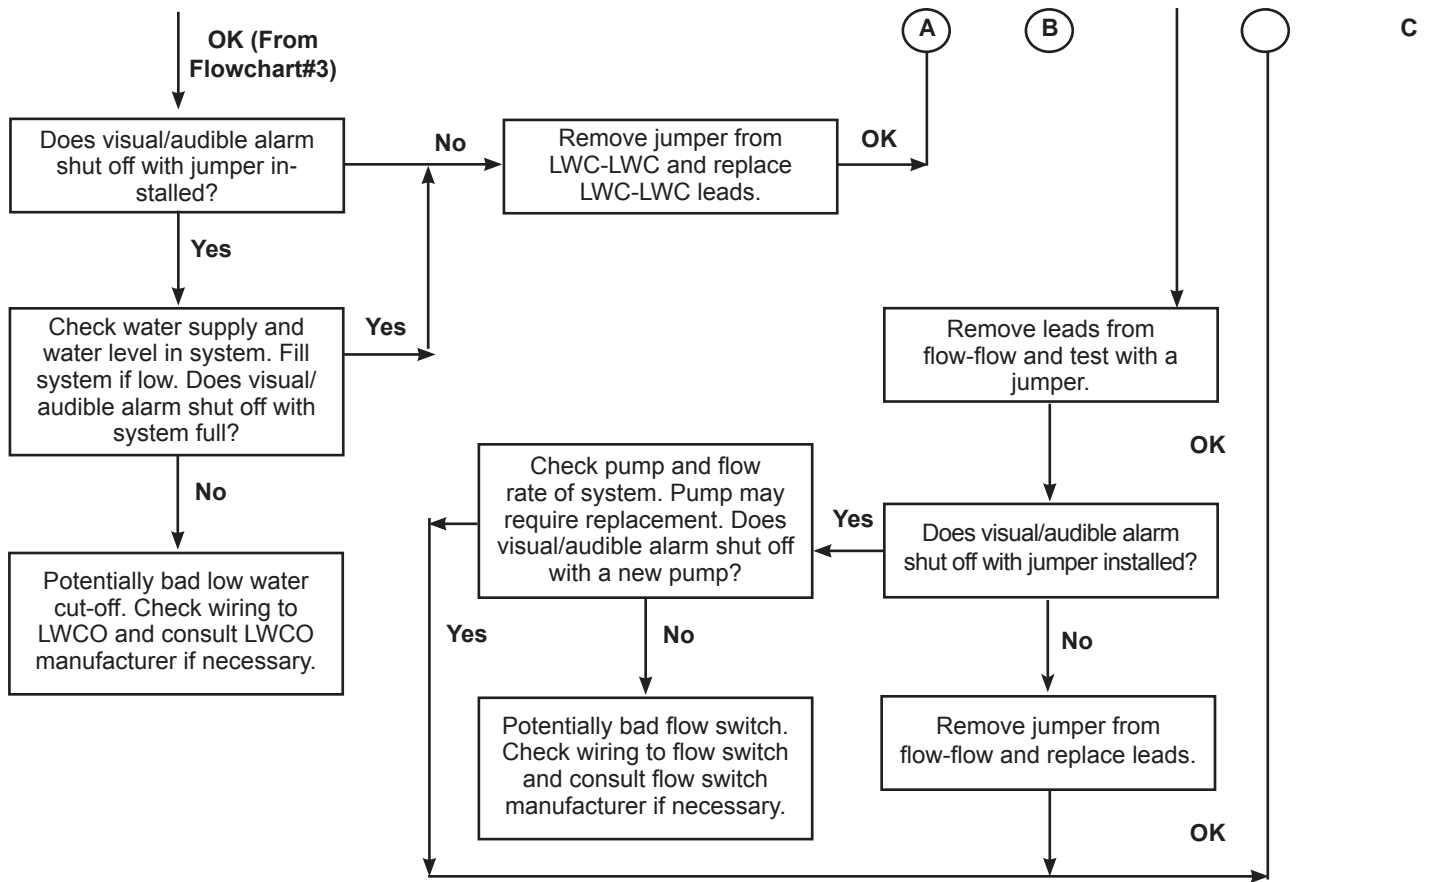 OK (From
Flowchart#3)
A
B
C
Does visual/audible alarm
shut off with jumper in-
stalled?
No
Remove jumper from
LWC-LWC and replace
LWC-LWC leads.
OK
Yes
Check water supply and
water level in system. Fill
system if low. Does visual/
audible alarm shut off with
system full?
Yes
Remove leads from
flow-flow and test with a
jumper.
OK
No
Check pump and flow
rate of system. Pump may
require replacement. Does
visual/audible alarm shut off
with a new pump?
Yes
Does visual/audible alarm
shut off with jumper installed?
Potentially bad low water
cut-off. Check wiring to
LWCO and consult LWCO
manufacturer if necessary.
Yes
No
No
Potentially bad flow switch.
Check wiring to flow switch
and consult flow switch
manufacturer if necessary.
Remove jumper from
flow-flow and replace leads.
OK